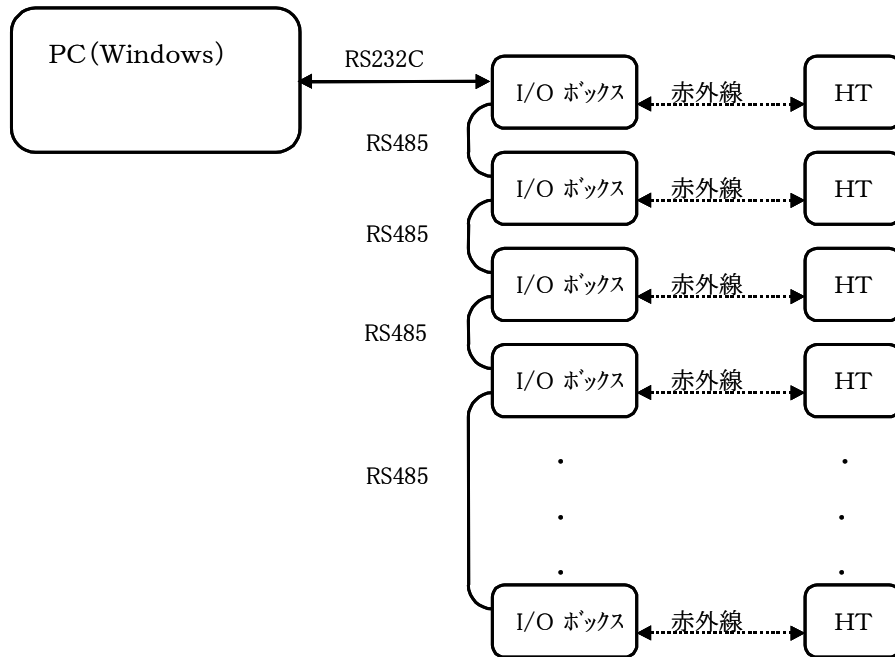 PC(Windows)
RS232C
I/O ボックス
赤外線
HT
RS485
I/O ボックス
赤外線
HT
RS485
I/O ボックス
赤外線
HT
RS485
I/O ボックス
赤外線
HT
RS485
I/O ボックス
赤外線
HT